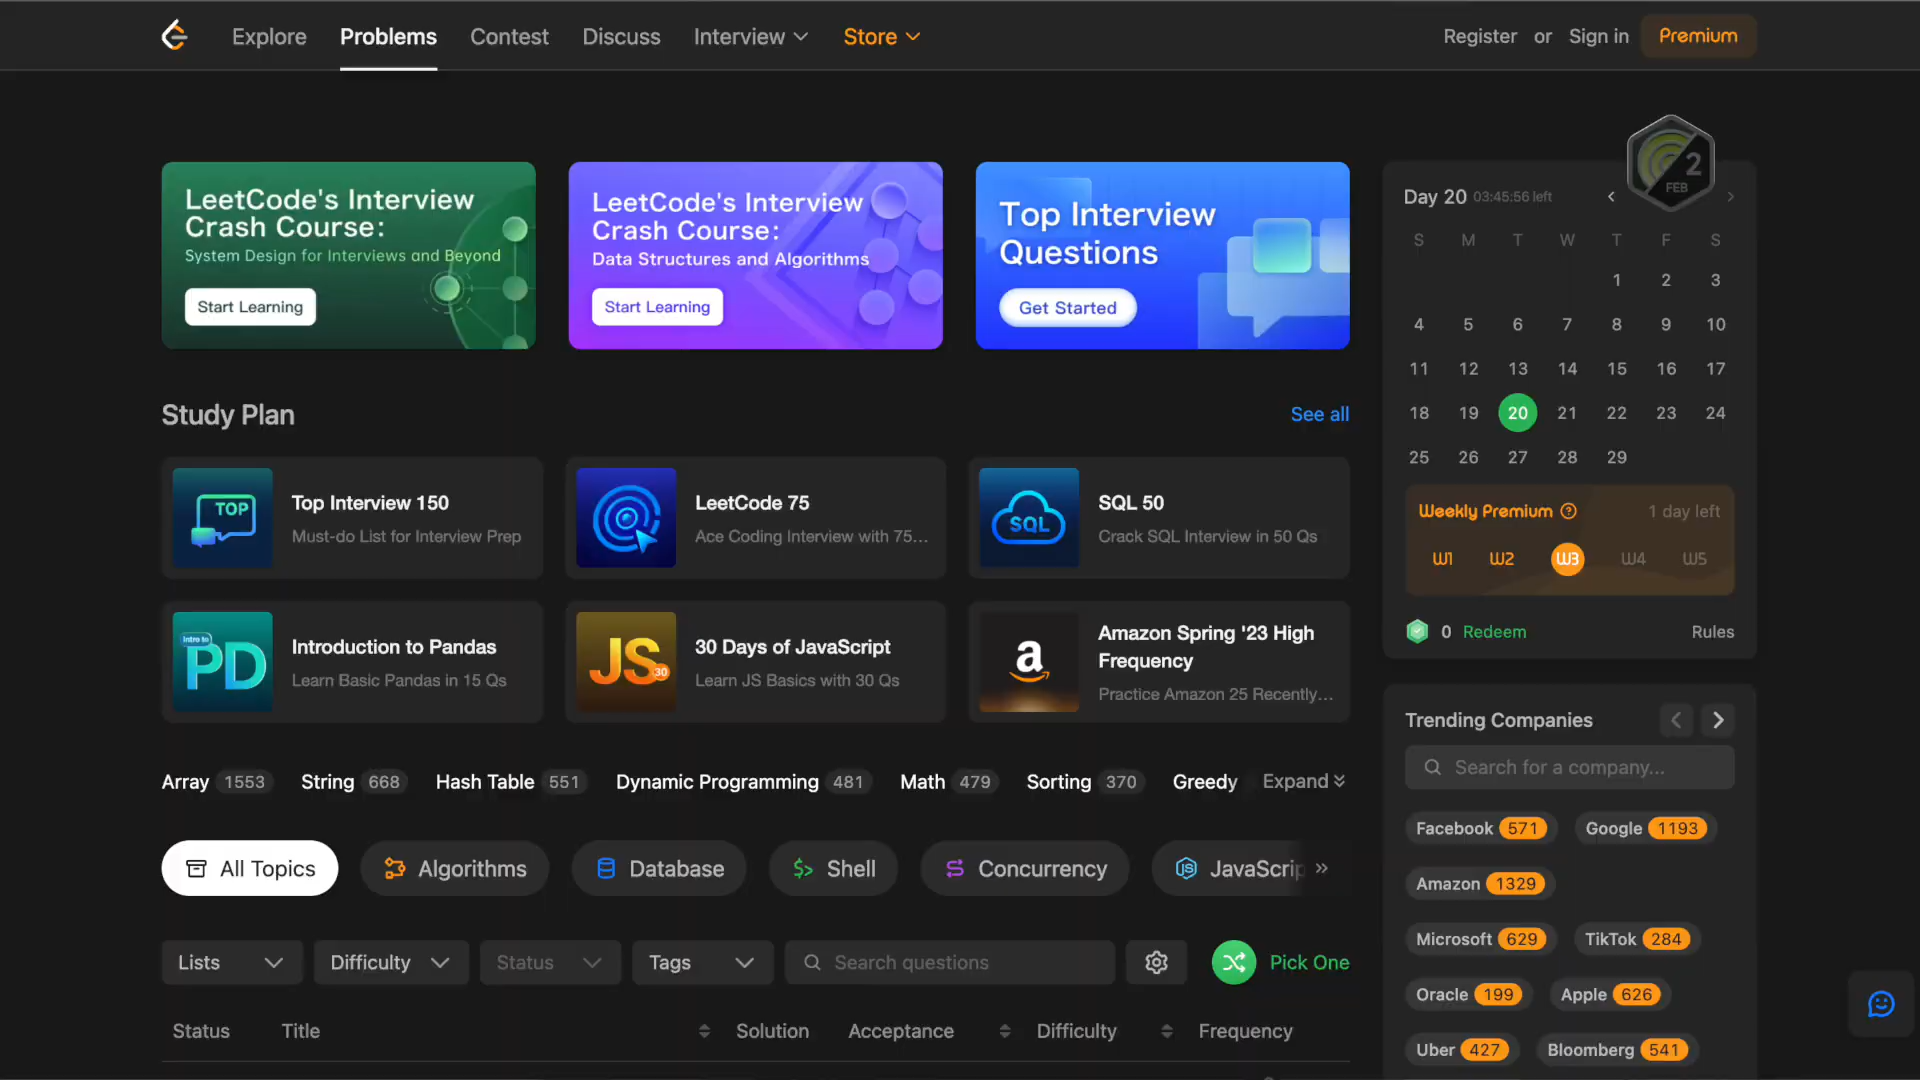 Explore Problems Contest Discuss Interview Store Register or Sign in Premium
LeetCode's Interview
Crash Course:
System Design for Interviews and Beyond
Start Learning
LeetCode's Interview
Crash Course:
Data Structures and Algorithms
Start Learning
Top Interview
Questions
Get Started
2
FEB
Day 20 03:45:56 left
S M T W T F S
1 2 3
4 5 6 7 8 9 10
11 12 13 14 15 16 17
18 19 20 21 22 23 24
25 26 27 28 29
Weekly Premium ? 1 day left
W1 W2 W3 W4 W5
0 Redeem Rules
Study Plan See all
TOP
Top Interview 150
Must-do List for Interview Prep
LeetCode 75
Ace Coding Interview with 75...
SQL
SQL 50
Crack SQL Interview in 50 Qs
Intro to
PD
Introduction to Pandas
Learn Basic Pandas in 15 Qs
JS 30
30 Days of JavaScript
Learn JS Basics with 30 Qs
a
Amazon Spring '23 High
Frequency
Practice Amazon 25 Recently...
Array 1553 String 668 Hash Table 551 Dynamic Programming 481 Math 479 Sorting 370 Greedy Expand
All Topics Algorithms $ Database Shell Concurrency JS JavaScrip »
Lists Difficulty Status Tags Search questions Pick One
Status Title Solution Acceptance Difficulty Frequency
Trending Companies
Search for a company...
Facebook 571 Google 1193
Amazon 1329
Microsoft 629 TikTok 284
Oracle 199 Apple 626
Uber 427 Bloomberg 541